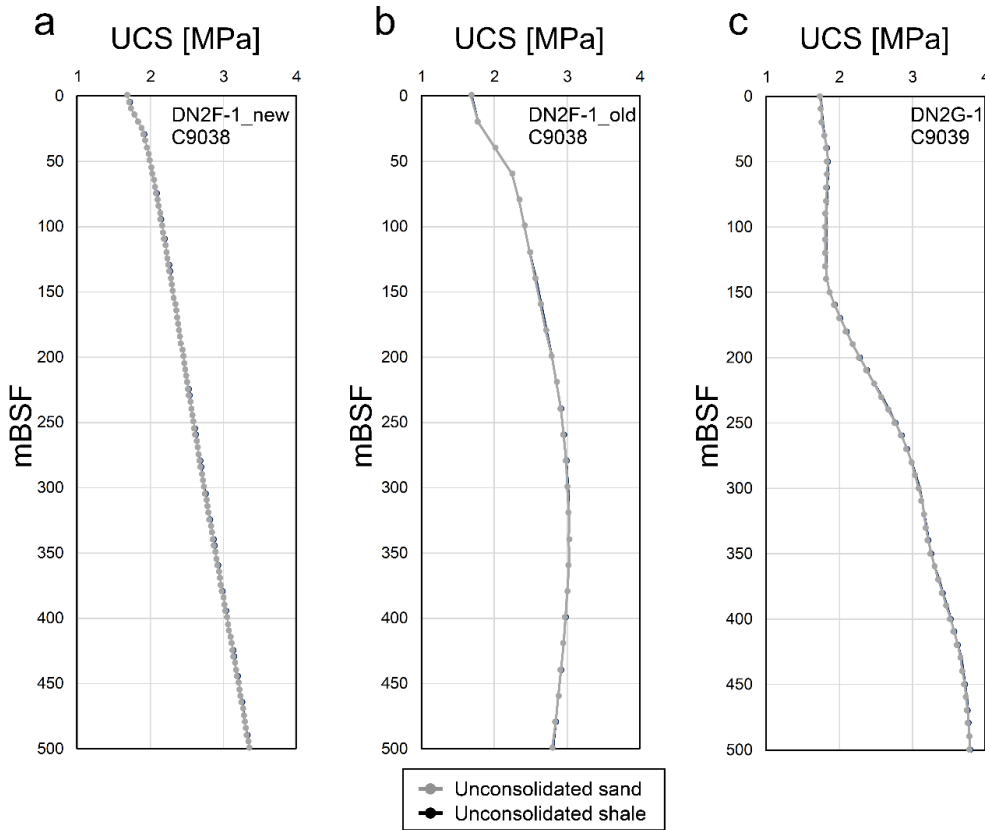 a
UCS [MPa]
1 2 3 4
DN2F-1_new
C9038
0
50
100
150
200
250
300
350
400
450
500
mBSF
b
UCS [MPa]
1 2 3 4
DN2F-1_old
C9038
0
50
100
150
200
250
300
350
400
450
500
mBSF
c
UCS [MPa]
1 2 3 4
DN2G-1
C9039
0
50
100
150
200
250
300
350
400
450
500
mBSF
Unconsolidated sand
Unconsolidated shale